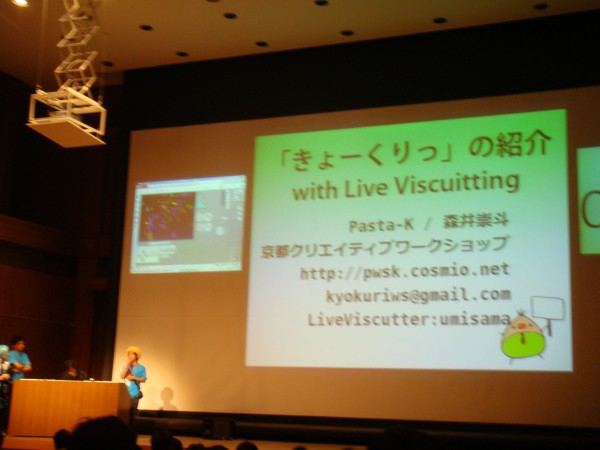 「きょーくりっ」の紹介
with Live Viscuitting
Pasta-K / 森井崇斗
京都クリエイティブワークショップ
http://pwsk.cosmio.net
kyokuriws@gmail.com
LiveViscutter:umisama